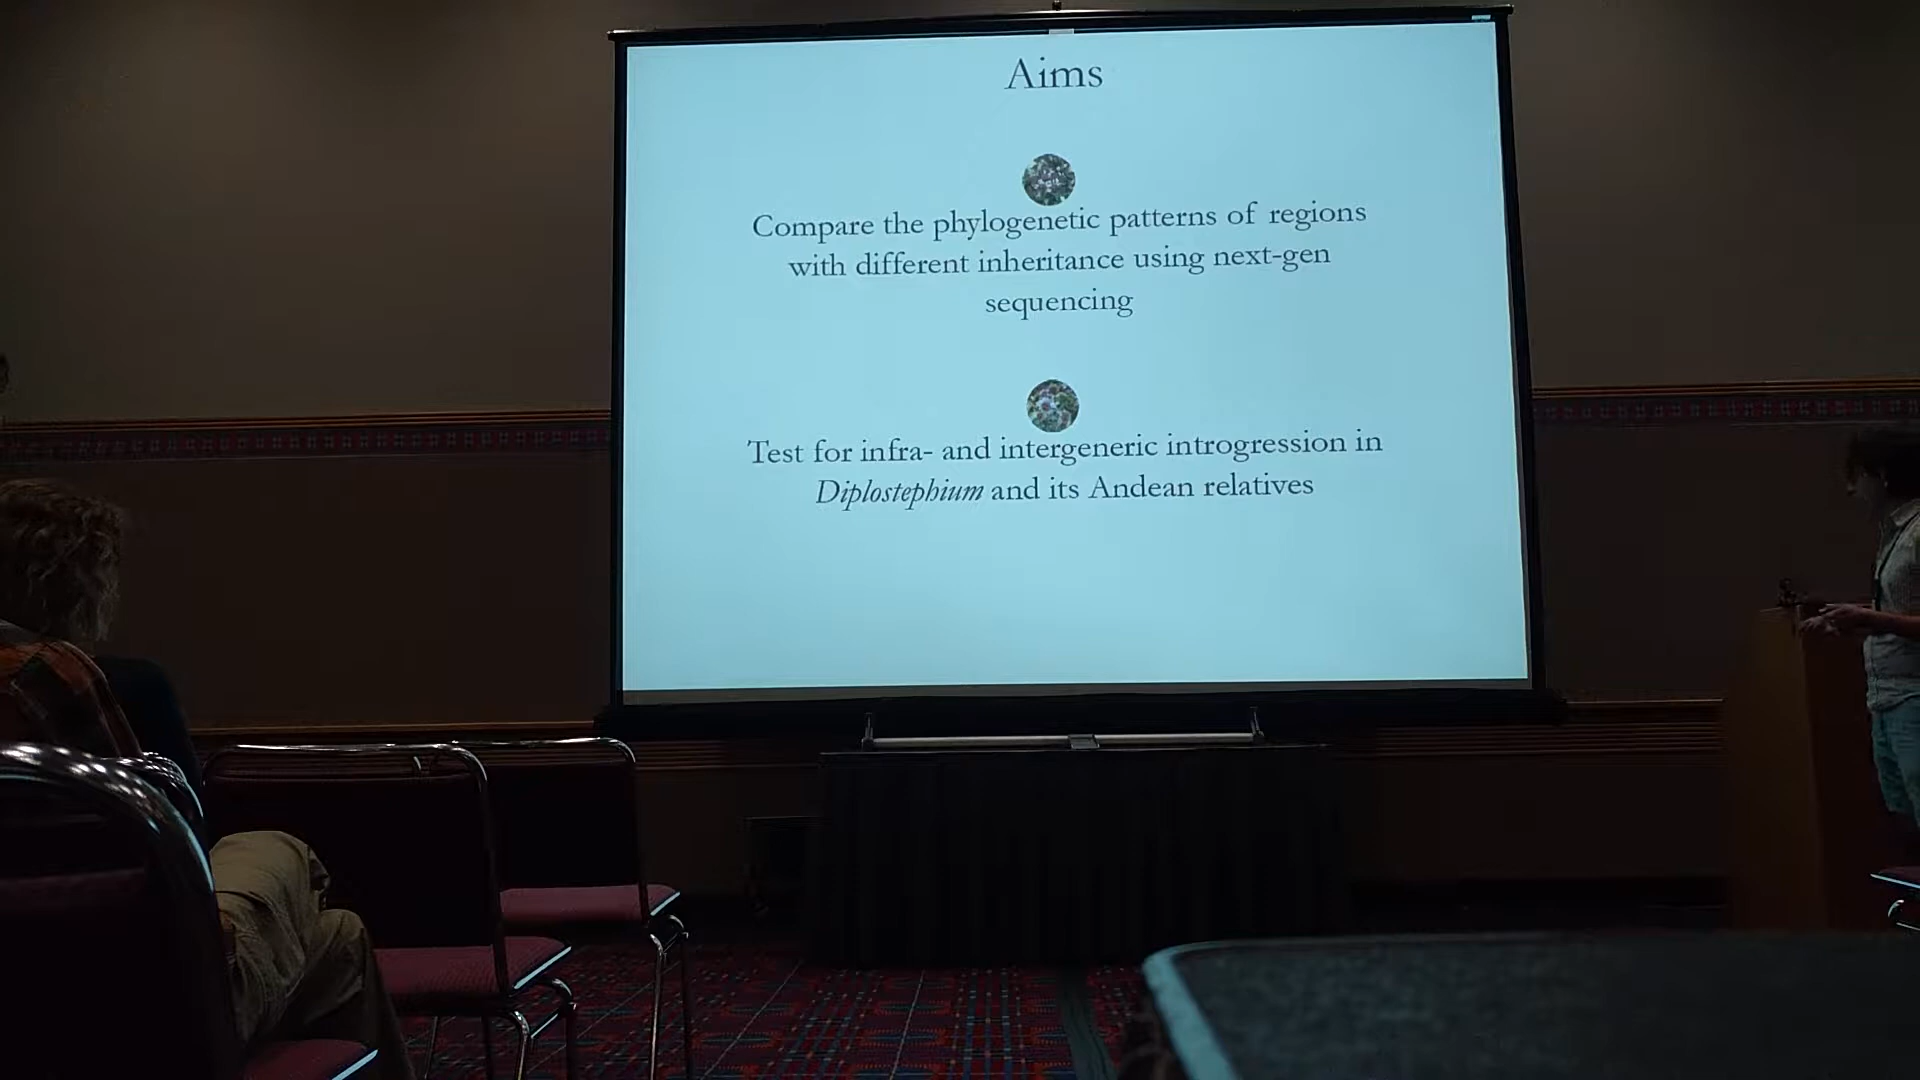 Aims
Compare the phylogenetic patterns of regions
with different inheritance using next-gen
sequencing
Test for infra- and intergeneric introgression in
Diplostephium and its Andean relatives